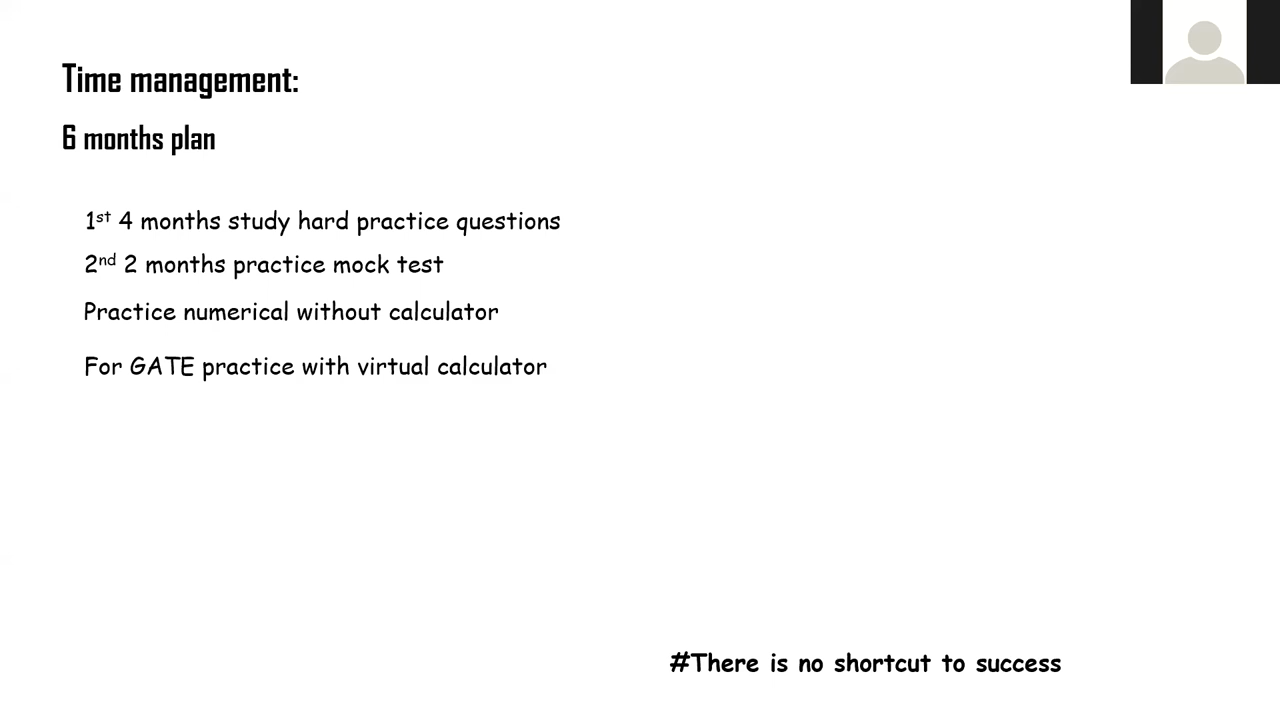 Time management:
6 months plan
1st 4 months study hard practice questions
2nd 2 months practice mock test
Practice numerical without calculator
For GATE practice with virtual calculator
#There is no shortcut to success